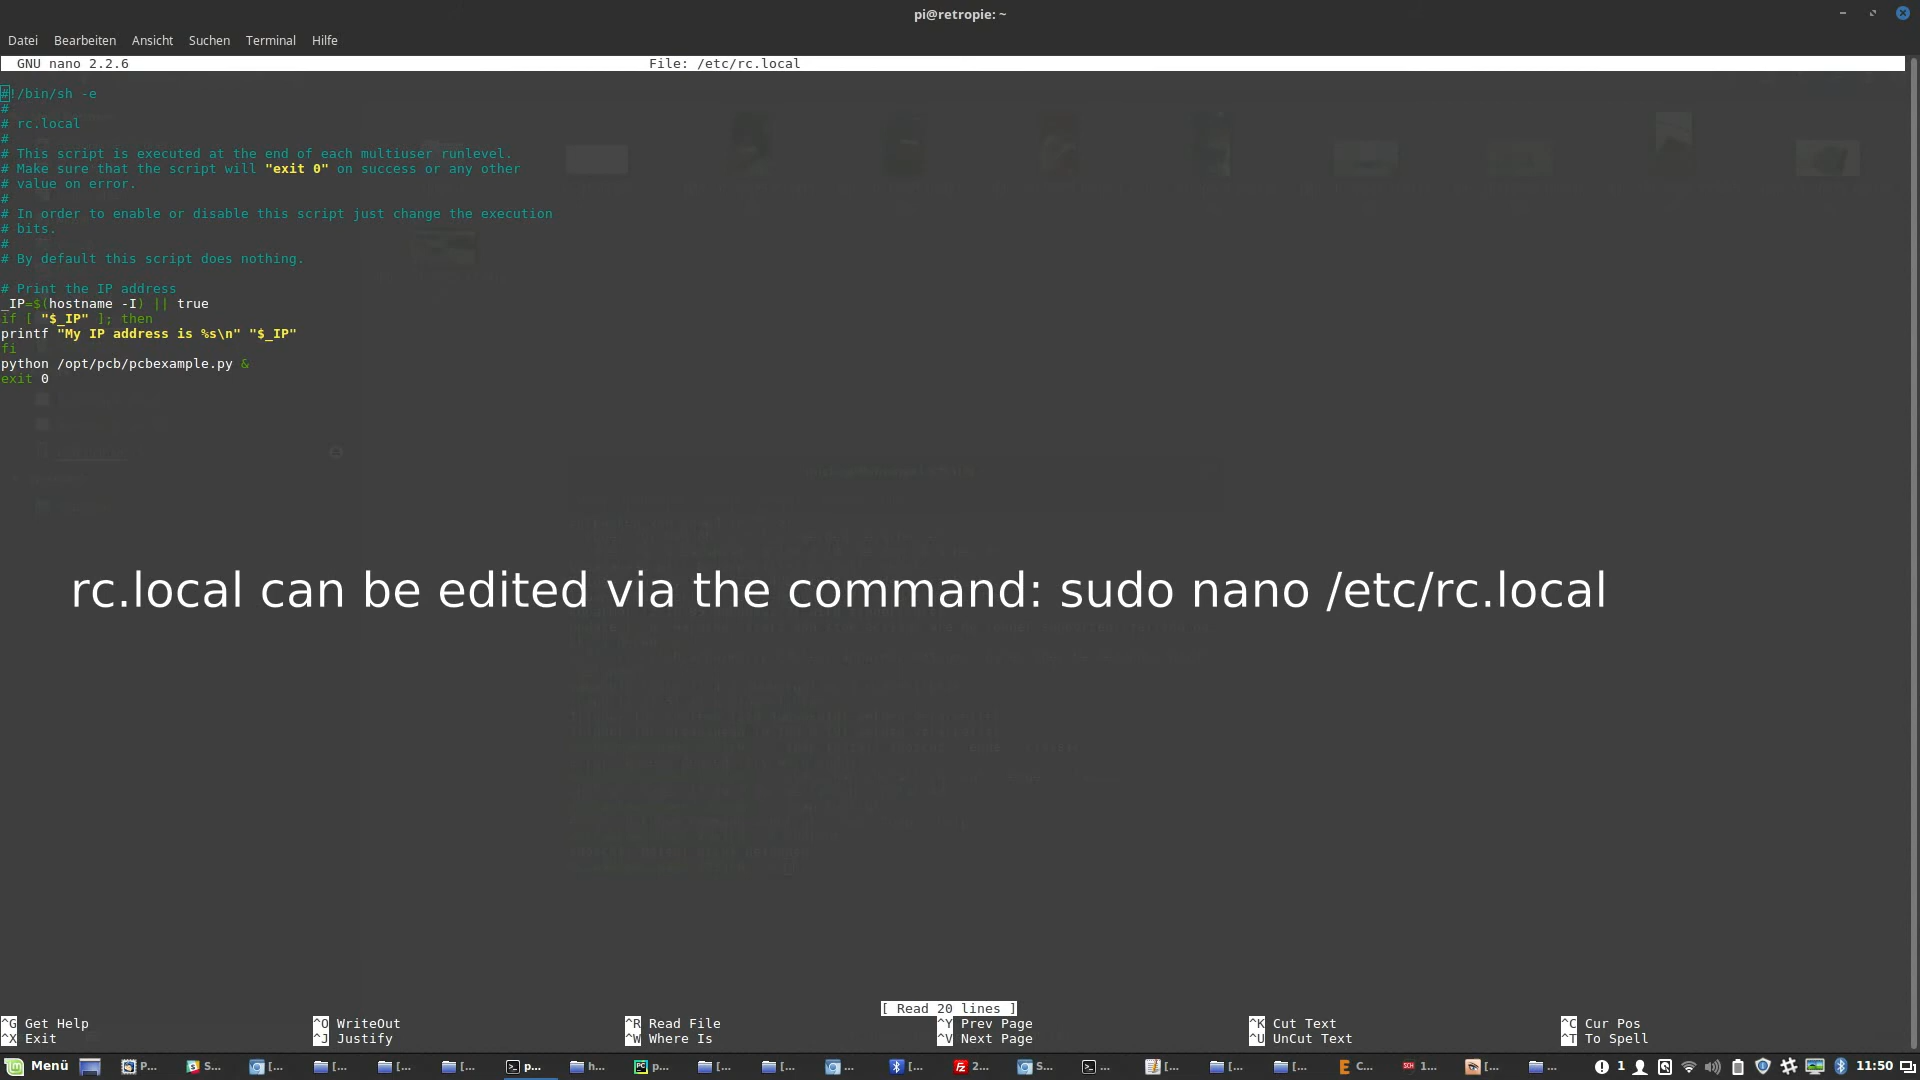 pi@retropie: ~
Datei Bearbeiten Ansicht Suchen Terminal Hilfe
GNU nano 2.2.6 File: /etc/rc.local
#!/bin/sh -e
#
# rc.local
#
# This script is executed at the end of each multiuser runlevel.
# Make sure that the script will "exit 0" on success or any other
# value on error.
#
# In order to enable or disable this script just change the execution
# bits.
#
# By default this script does nothing.
# Print the IP address
_IP=$(hostname -I) || true
if [ "$_IP" ]; then
printf "My IP address is %s\n" "$_IP"
fi
python /opt/pcb/pcbexample.py &
exit 0
rc.local can be edited via the command: sudo nano /etc/rc.local
[ Read 20 lines ]
^G Get Help ^O WriteOut ^R Read File ^Y Prev Page ^K Cut Text ^C Cur Pos
^X Exit ^J Justify ^W Where Is ^V Next Page ^U UnCut Text ^T To Spell
Menü P... S... [... [... [... [... p... h... p... [... [... ... [... 2... S... ... [... [... [... C... 1... [... ... 1 11:50